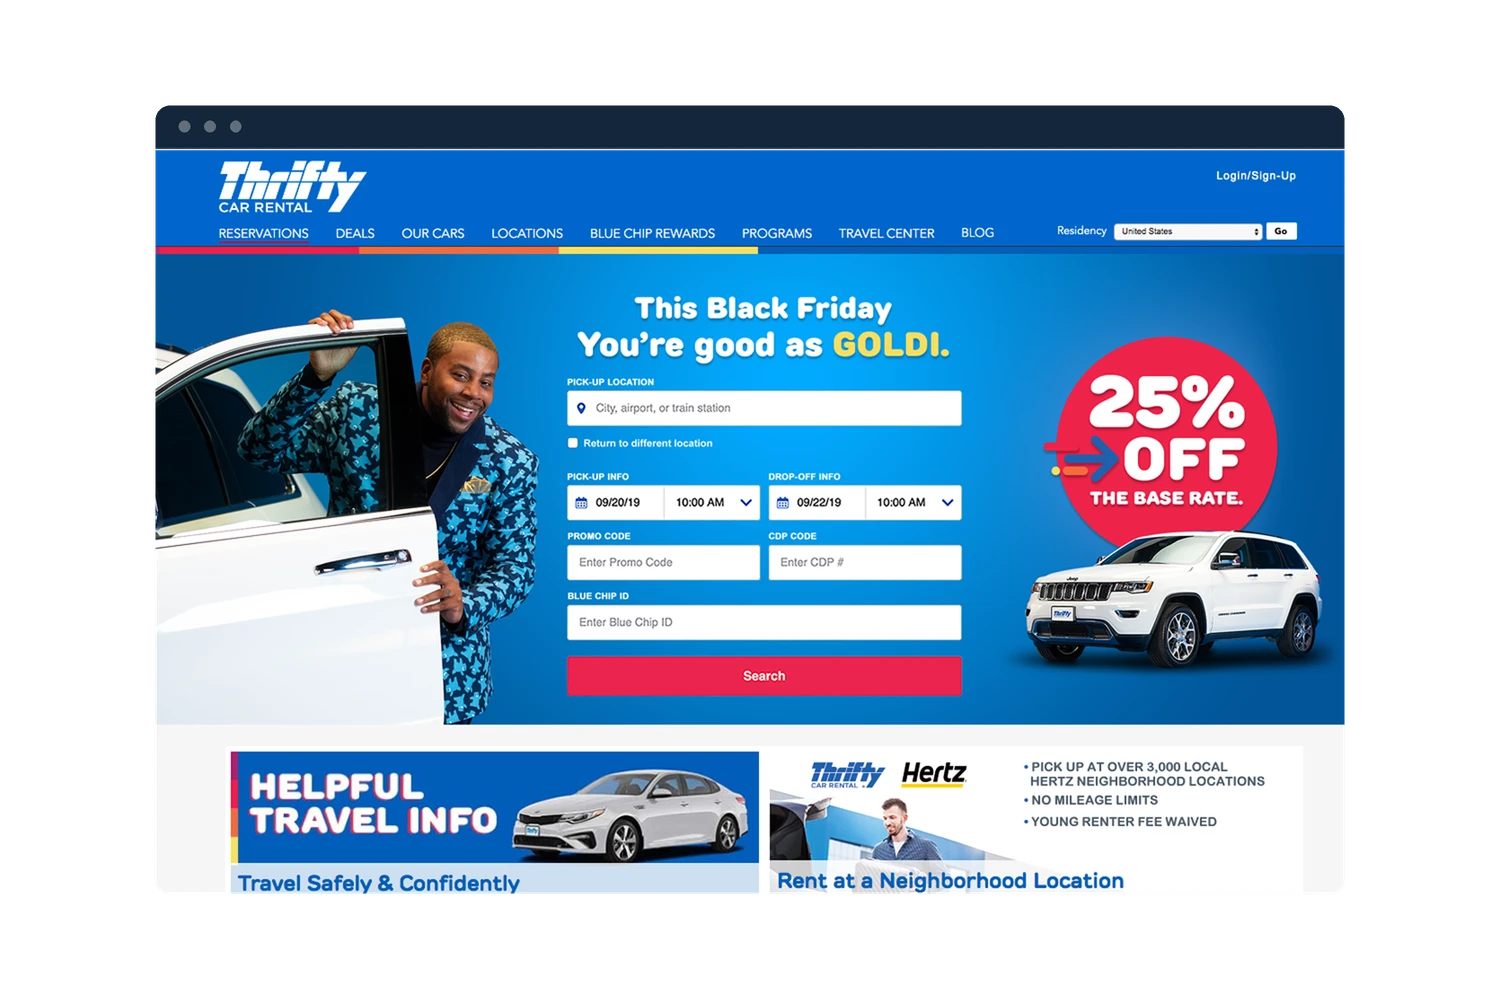 Thrifty
CAR RENTAL
Login/Sign-Up
RESERVATIONS DEALS OUR CARS LOCATIONS BLUE CHIP REWARDS PROGRAMS TRAVEL CENTER BLOG
Residency United States Go
This Black Friday
You're good as GOLDI.
PICK-UP LOCATION
City, airport, or train station
Return to different location
PICK-UP INFO DROP-OFF INFO
09/20/19 10:00 AM 09/22/19 10:00 AM
PROMO CODE CDP CODE
Enter Promo Code Enter CDP #
BLUE CHIP ID
Enter Blue Chip ID
Search
25%
OFF
THE BASE RATE.
Jeep
Thrifty
HELPFUL
TRAVEL INFO
Thrifty
Travel Safely & Confidently
Thrifty
CAR RENTAL
Hertz
• PICK UP AT OVER 3,000 LOCAL
HERTZ NEIGHBORHOOD LOCATIONS
• NO MILEAGE LIMITS
• YOUNG RENTER FEE WAIVED
Rent at a Neighborhood Location